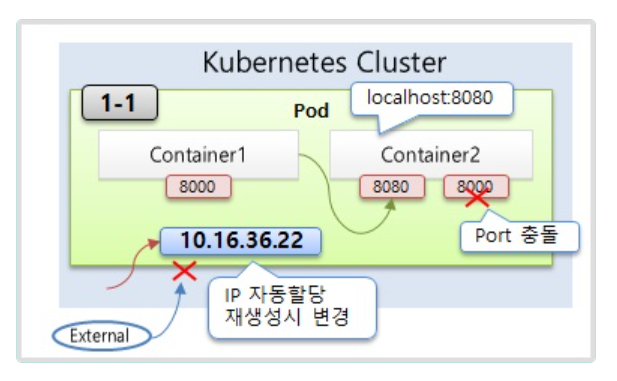 Kubernetes Cluster
1-1
Pod
localhost:8080
Container1
Container2
8000
8080
8000
Port 충돌
10.16.36.22
IP 자동할당
재생성시 변경
External